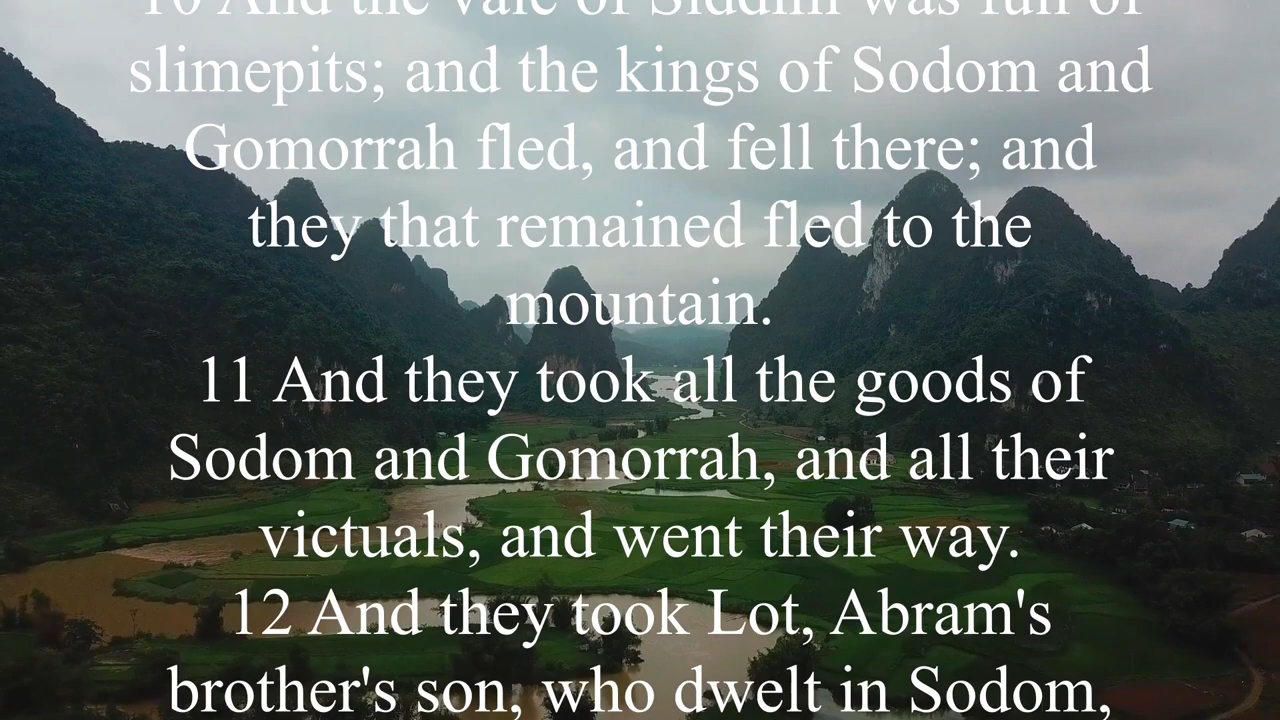 10 And the vale of Siddim was full of
slimepits; and the kings of Sodom and
Gomorrah fled, and fell there; and
they that remained fled to the
mountain.
11 And they took all the goods of
Sodom and Gomorrah, and all their
victuals, and went their way.
12 And they took Lot, Abram's
brother's son, who dwelt in Sodom,